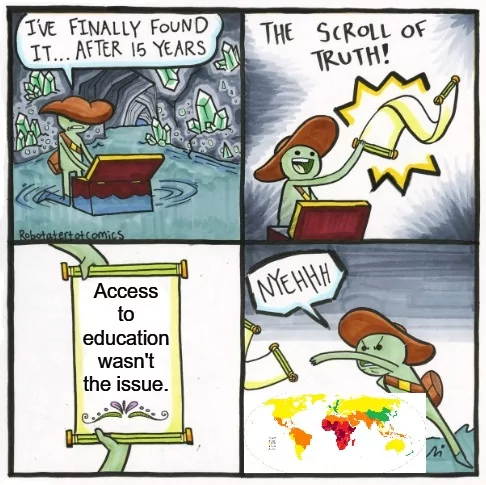 I'VE FINALLY FOUND
IT... AFTER 15 YEARS
Robotatertotcomics
THE SCROLL OF
TRUTH!
Access
to
education
wasn't
the issue.
NYEHHH